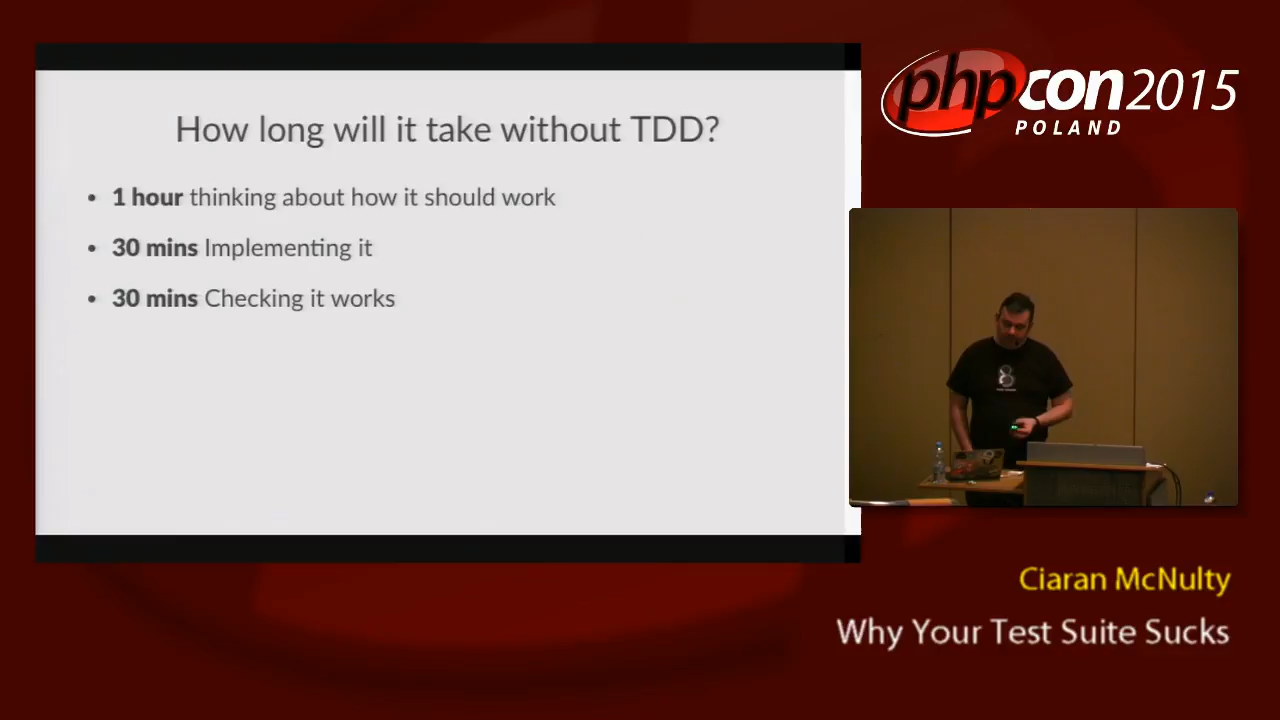 How long will it take without TDD?
• 1 hour thinking about how it should work
• 30 mins Implementing it
• 30 mins Checking it works
phpcon2015
POLAND
Ciaran McNulty
Why Your Test Suite Sucks